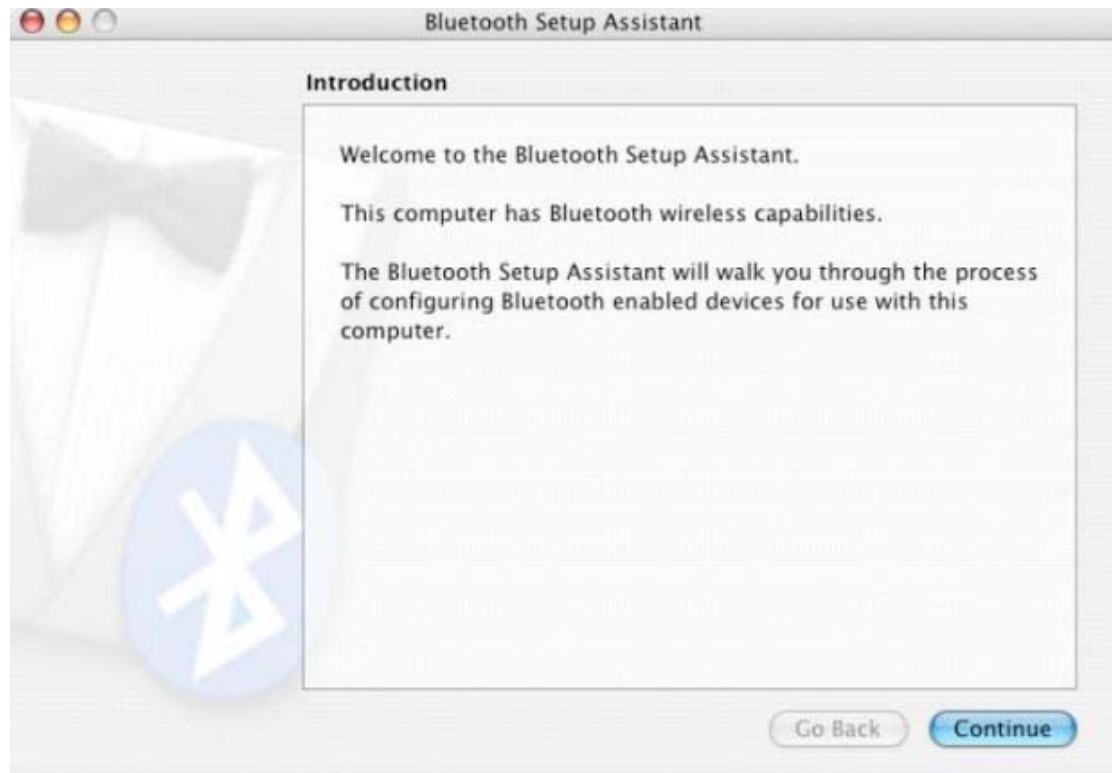 Bluetooth Setup Assistant
Introduction
Welcome to the Bluetooth Setup Assistant.
This computer has Bluetooth wireless capabilities.
The Bluetooth Setup Assistant will walk you through the process
of configuring Bluetooth enabled devices for use with this
computer.
Go Back
Continue